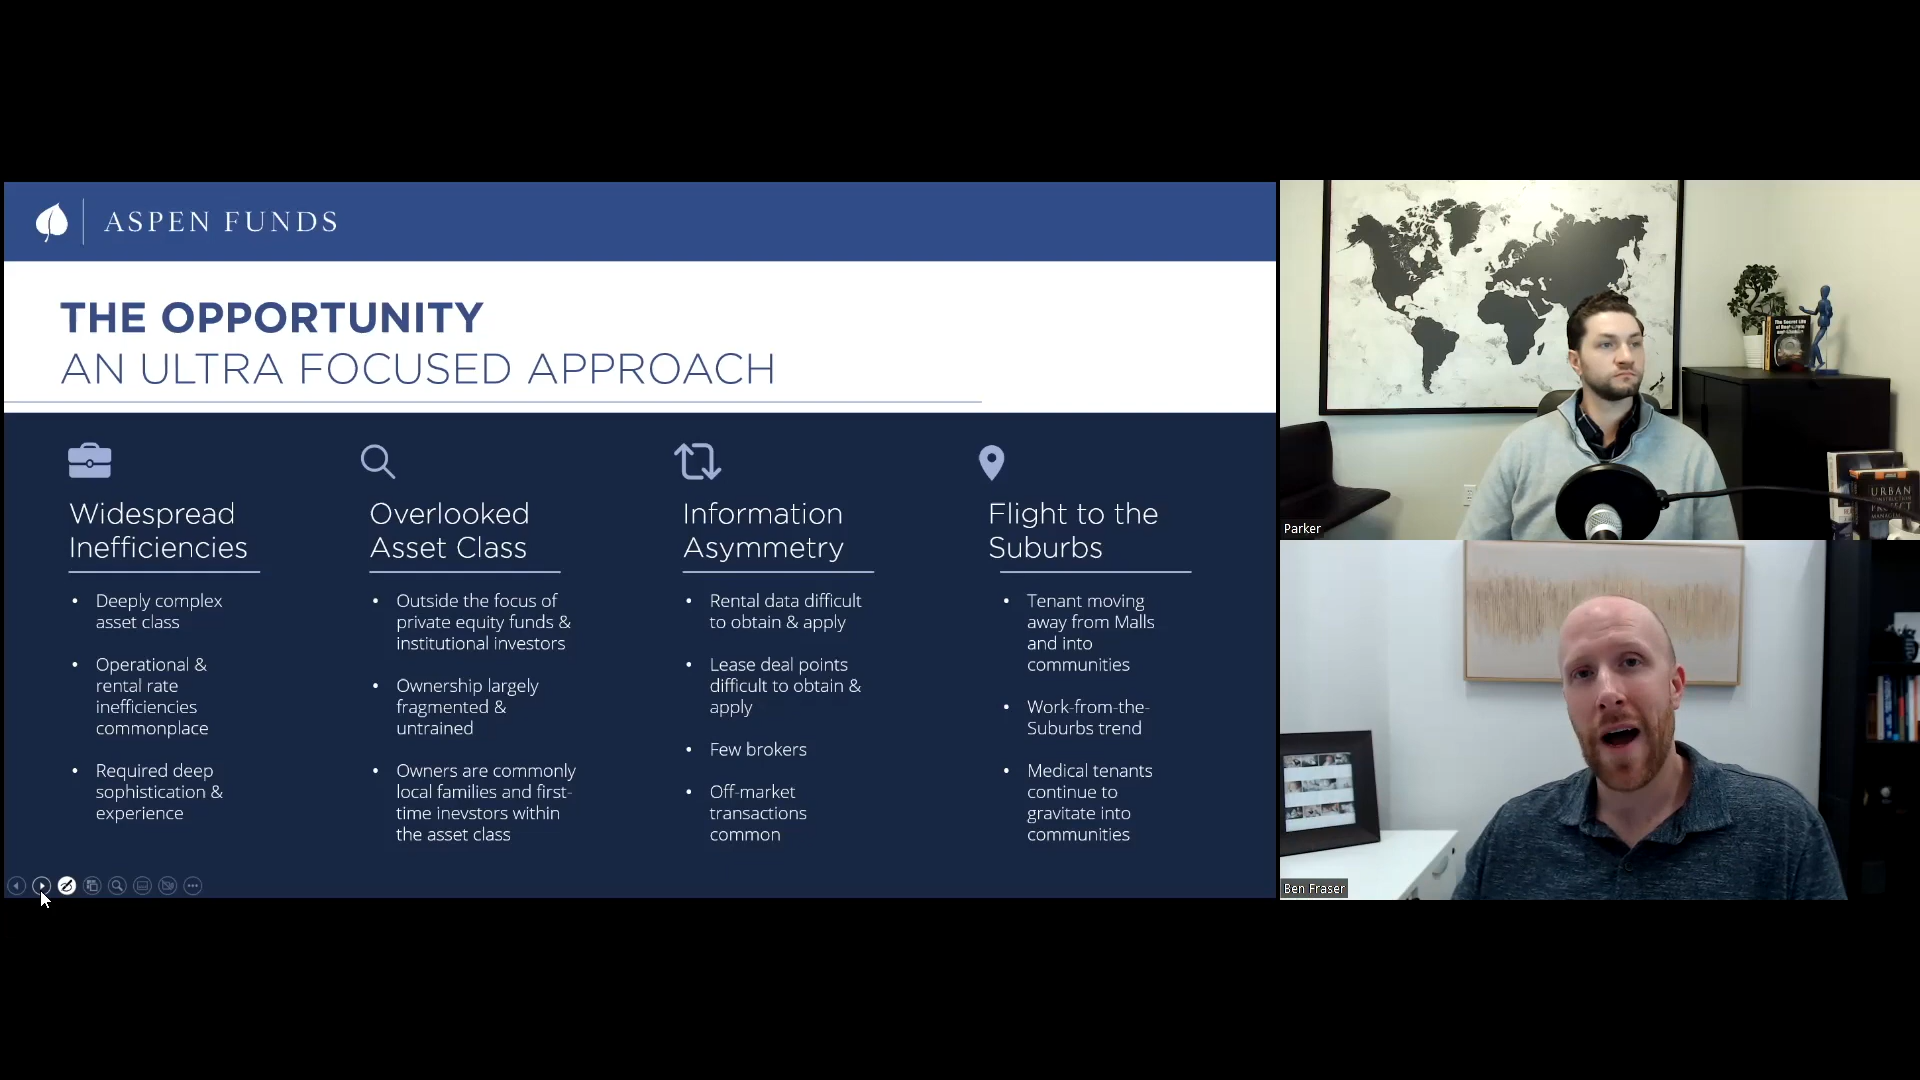 ASPEN FUNDS
THE OPPORTUNITY
AN ULTRA FOCUSED APPROACH
Widespread
Inefficiencies
• Deeply complex
asset class
• Operational &
rental rate
inefficiencies
commonplace
• Required deep
sophistication &
experience
Overlooked
Asset Class
• Outside the focus of
private equity funds &
institutional investors
• Ownership largely
fragmented &
untrained
• Owners are commonly
local families and first-
time inevstors within
the asset class
Information
Asymmetry
• Rental data difficult
to obtain & apply
• Lease deal points
difficult to obtain &
apply
• Few brokers
• Off-market
transactions
common
Flight to the
Suburbs
• Tenant moving
away from Malls
and into
communities
• Work-from-the-
Suburbs trend
• Medical tenants
continue to
gravitate into
communities
Parker
URBAN
Ben Fraser